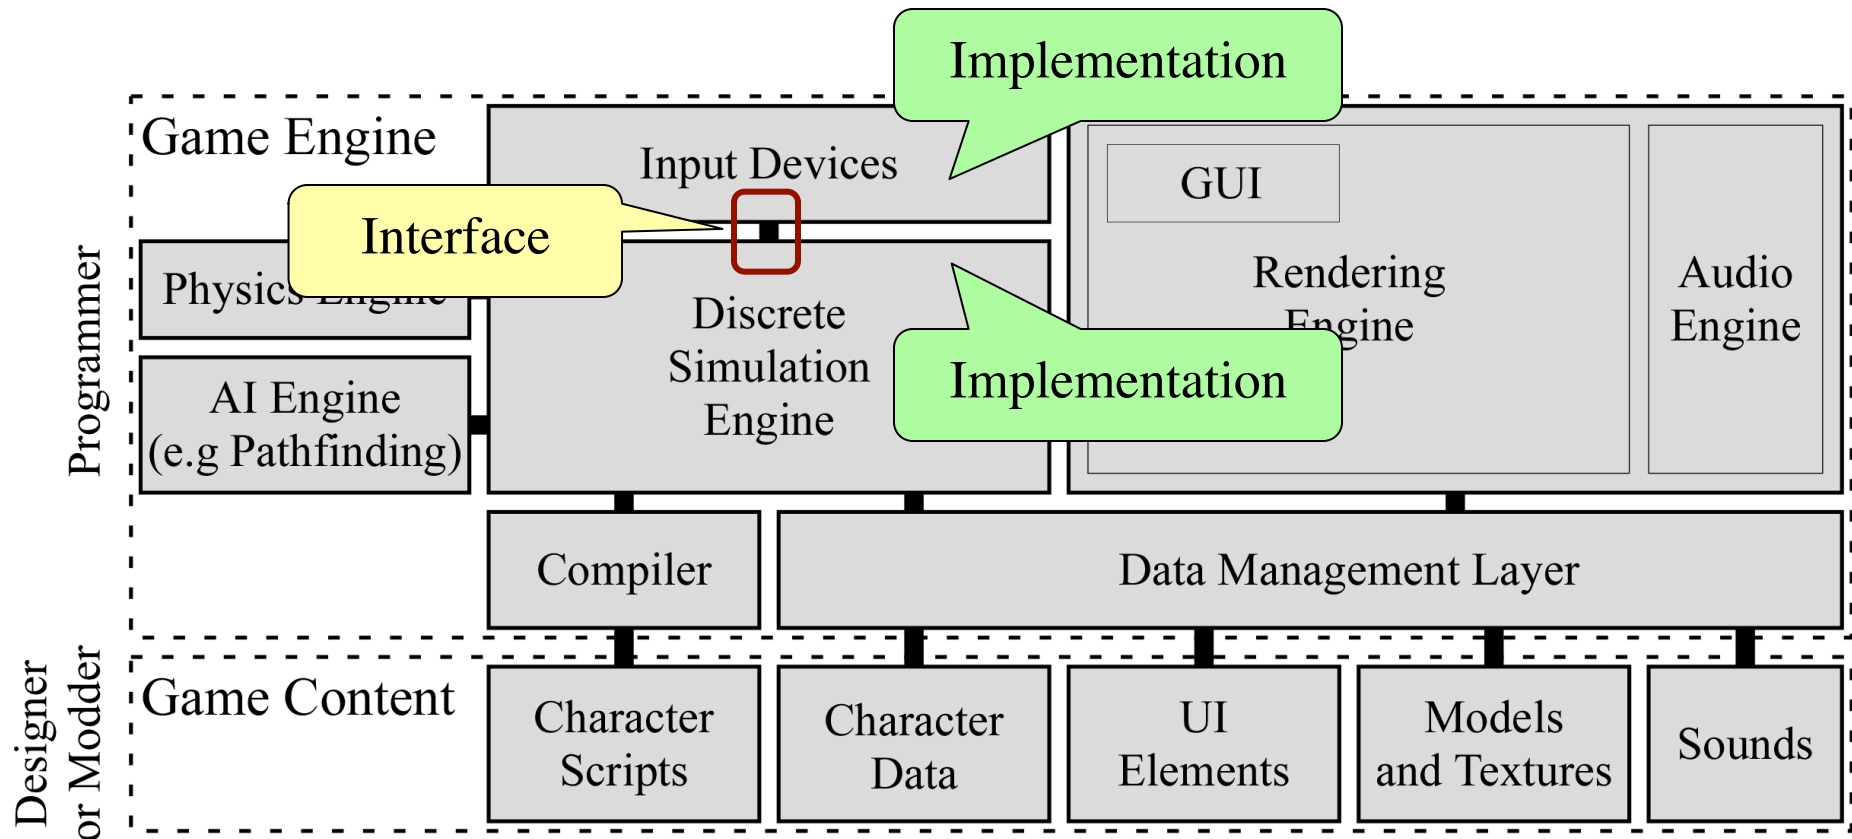 Implementation
Game Engine
Input Devices
GUI
Interface
Physics Engine
Discrete
Simulation
Engine
Rendering
Engine
Audio
Engine
Implementation
AI Engine
(e.g Pathfinding)
Programmer
Compiler
Data Management Layer
Designer
or Modder
Game Content
Character
Scripts
Character
Data
UI
Elements
Models
and Textures
Sounds